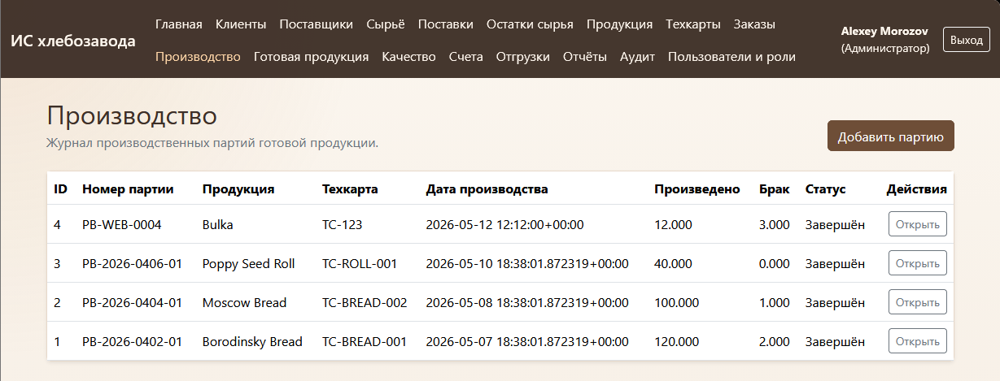 ИС хлебозавода
Главная Клиенты Поставщики Сырьё Поставки Остатки сырья Продукция Техкарты Заказы
Производство Готовая продукция Качество Счета Отгрузки Отчёты Аудит Пользователи и роли
Alexey Morozov
(Администратор)
Выход
Производство
Журнал производственных партий готовой продукции.
Добавить партию
ID Номер партии Продукция Техкарта Дата производства Произведено Брак Статус Действия
4 PB-WEB-0004 Bulka TC-123 2026-05-12 12:12:00+00:00 12.000 3.000 Завершён Открыть
3 PB-2026-0406-01 Poppy Seed Roll TC-ROLL-001 2026-05-10 18:38:01.872319+00:00 40.000 0.000 Завершён Открыть
2 PB-2026-0404-01 Moscow Bread TC-BREAD-002 2026-05-08 18:38:01.872319+00:00 100.000 1.000 Завершён Открыть
1 PB-2026-0402-01 Borodinsky Bread TC-BREAD-001 2026-05-07 18:38:01.872319+00:00 120.000 2.000 Завершён Открыть